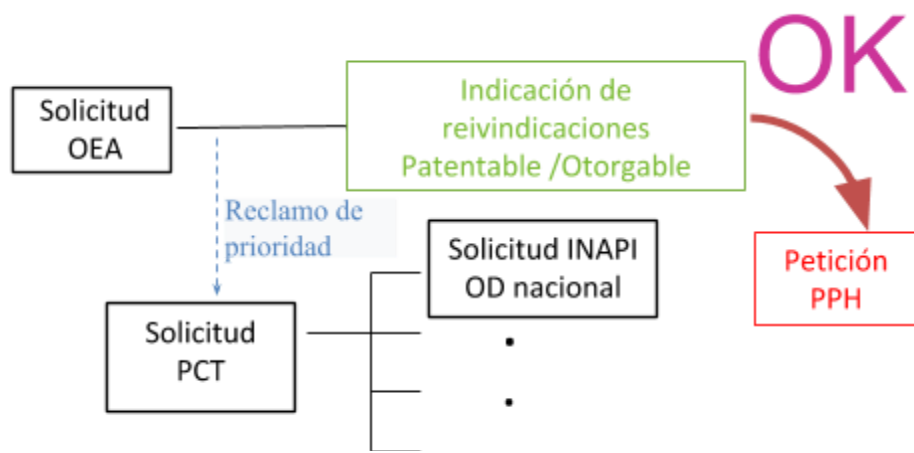 OK
Solicitud
OEA
Indicación de
reivindicaciones
Patentable /Otorgable
Reclamo de
prioridad
Solicitud INAPI
OD nacional
Petición
PPH
Solicitud
PCT